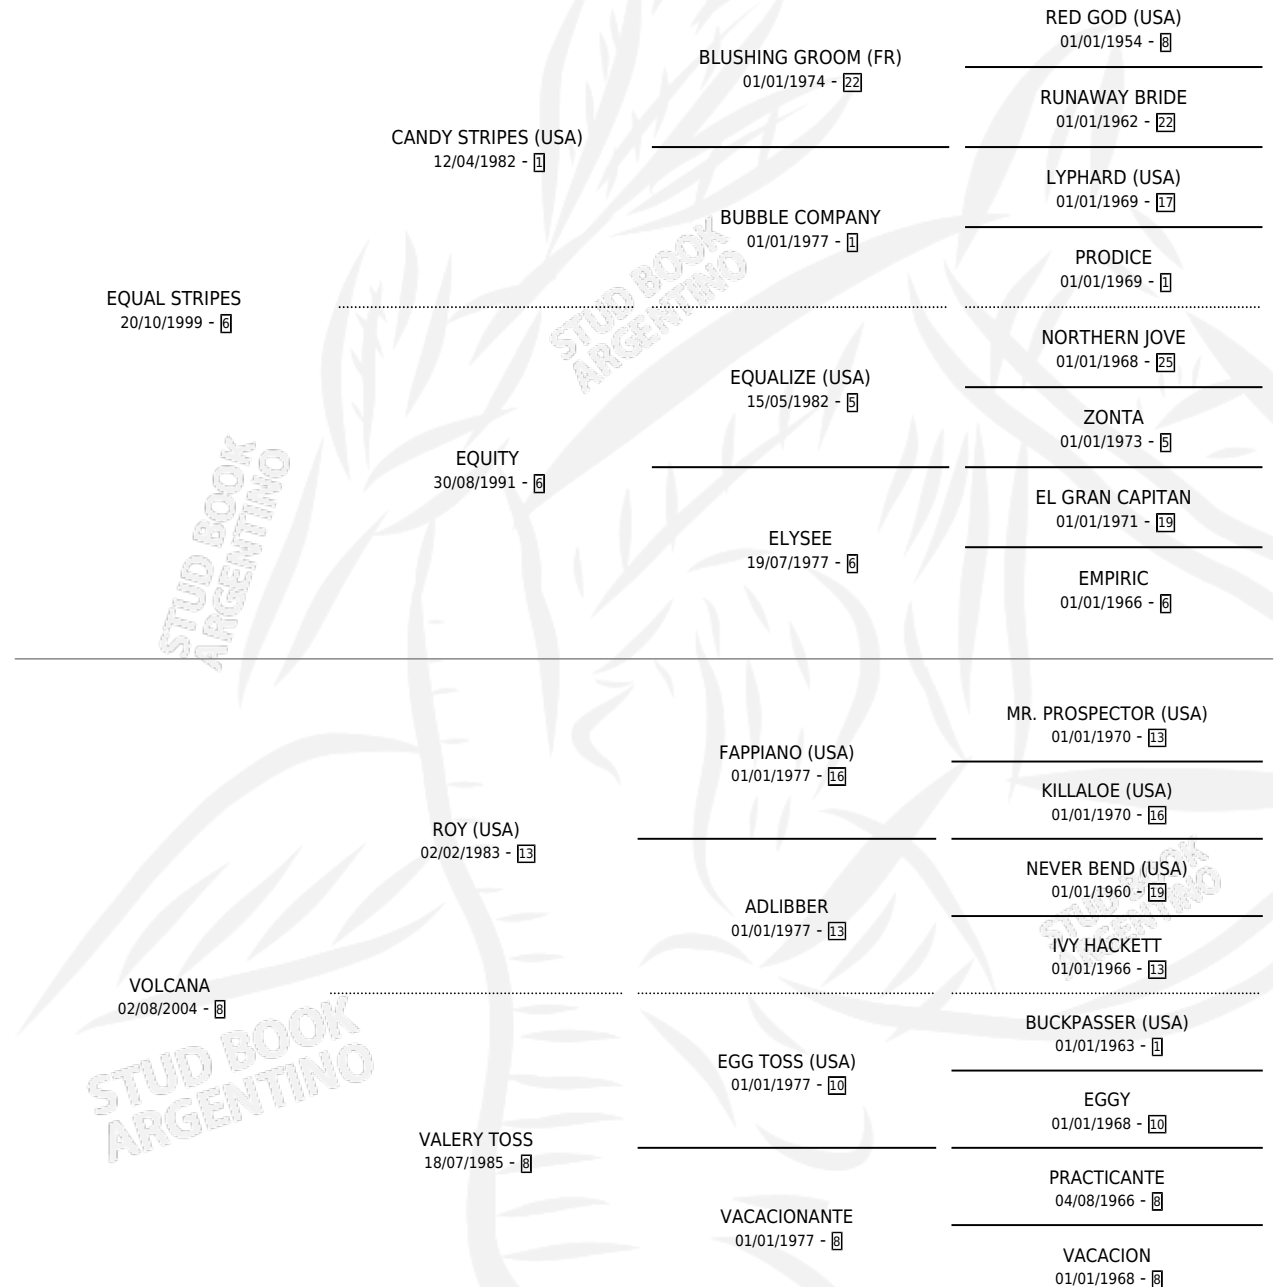 RED GOD (USA)
01/01/1954 - 8
BLUSHING GROOM (FR)
01/01/1974 - 22
RUNAWAY BRIDE
01/01/1962 - 22
CANDY STRIPES (USA)
12/04/1982 - 1
LYPHARD (USA)
01/01/1969 - 17
BUBBLE COMPANY
01/01/1977 - 1
PRODICE
01/01/1969 - 1
EQUAL STRIPES
20/10/1999 - 6
STUD BOOK
ARGENTINO
NORTHERN JOVE
01/01/1968 - 25
EQUALIZE (USA)
15/05/1982 - 5
ZONTA
01/01/1973 - 5
EQUITY
30/08/1991 - 6
EL GRAN CAPITAN
01/01/1971 - 19
ELYSEE
19/07/1977 - 6
EMPIRIC
01/01/1966 - 6
STUD BOOK
ARGENTINO
MR. PROSPECTOR (USA)
01/01/1970 - 13
FAPPIANO (USA)
01/01/1977 - 16
KILLALOE (USA)
01/01/1970 - 16
ROY (USA)
02/02/1983 - 13
NEVER BEND (USA)
01/01/1960 - 19
ADLIBBER
01/01/1977 - 13
IVY HACKETT
01/01/1966 - 13
STUD BOOK
ARGENTINO
VOLCANA
02/08/2004 - 8
BUCKPASSER (USA)
01/01/1963 - 1
EGG TOSS (USA)
01/01/1977 - 10
EGGY
01/01/1968 - 10
STUD BOOK
ARGENTINO
VALERY TOSS
18/07/1985 - 8
PRACTICANTE
04/08/1966 - 8
VACACIONANTE
01/01/1977 - 8
VACACION
01/01/1968 - 8